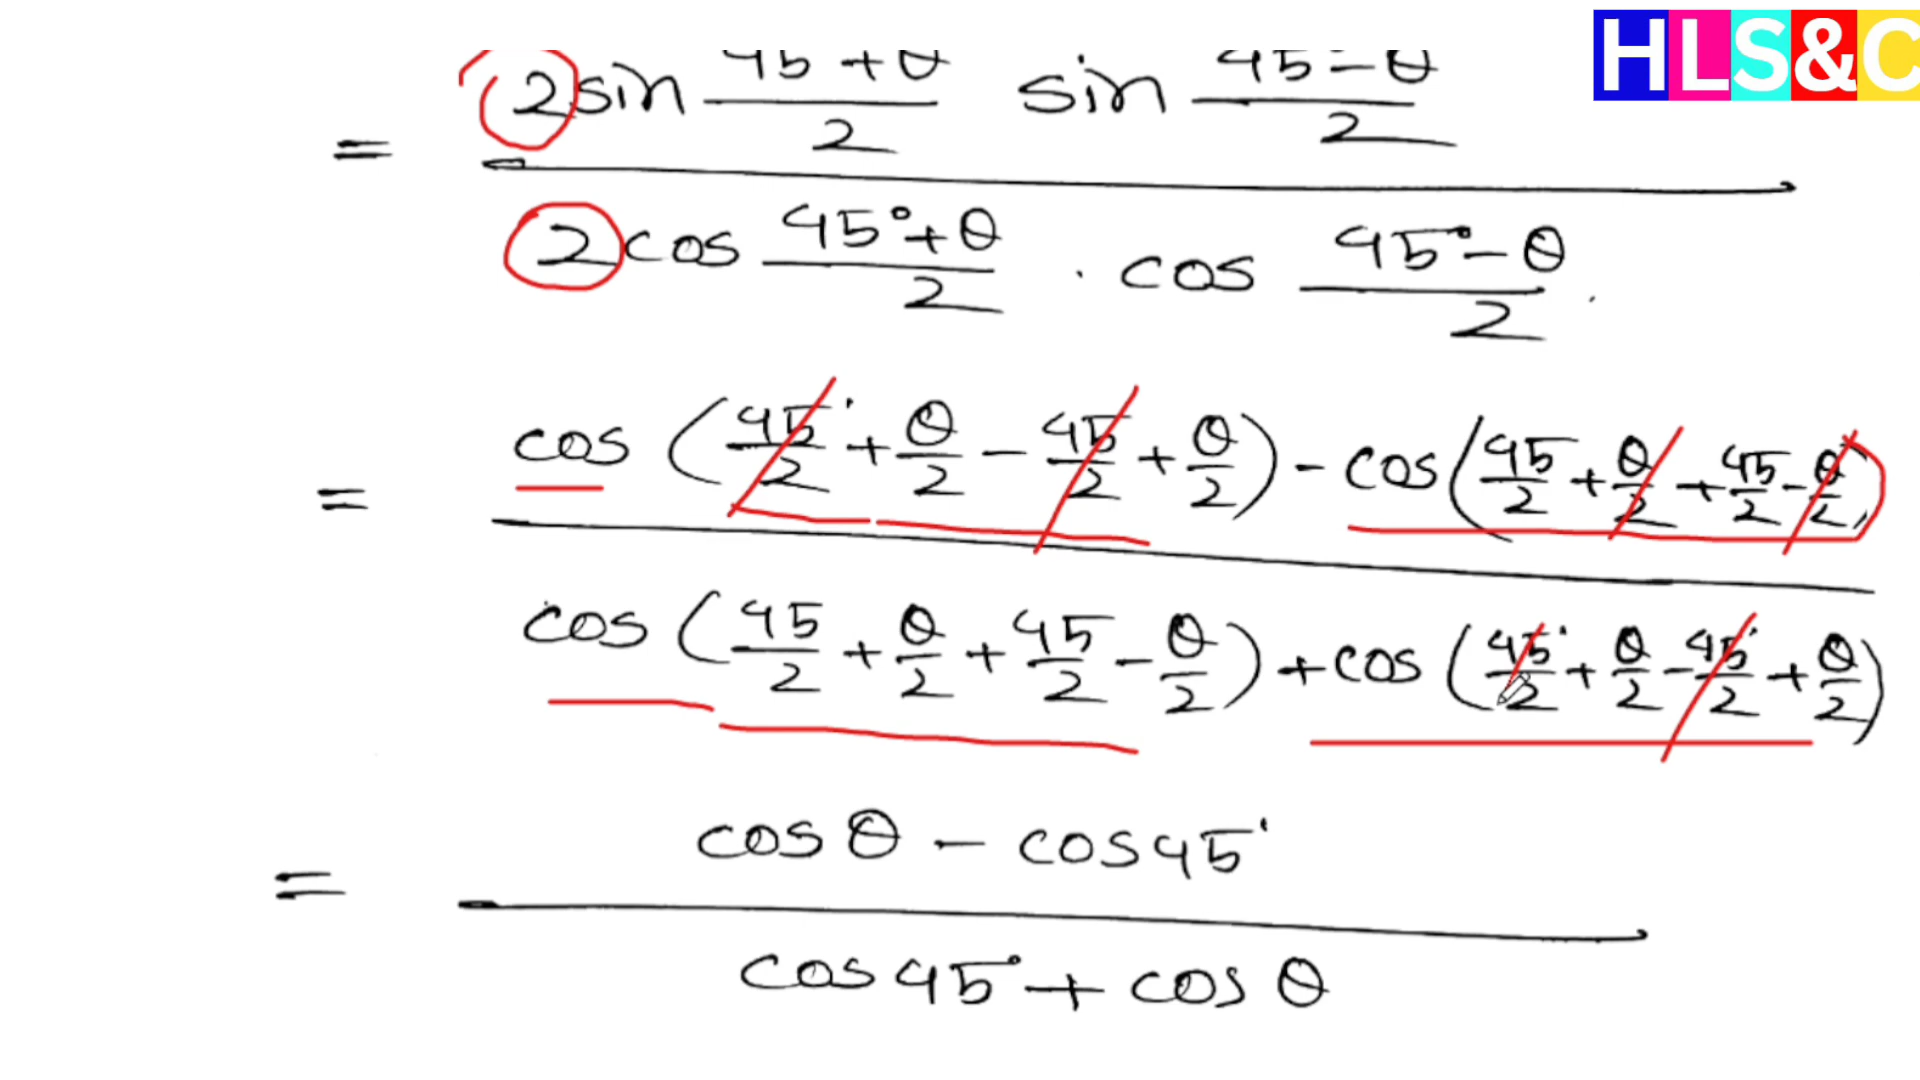 HLS&C
= 2sin (45+θ)/2 sin (45-θ)/2
/ 2cos (45°+θ)/2 . cos (45°-θ)/2 .
= cos (45°/2 + θ/2 - 45/2 + θ/2) - cos (45/2 + θ/2 + 45/2 - θ/2)
/ cos (45/2 + θ/2 + 45/2 - θ/2) + cos (45°/2 + θ/2 - 45°/2 + θ/2)
= cos θ - cos 45°
/ cos 45° + cos θ